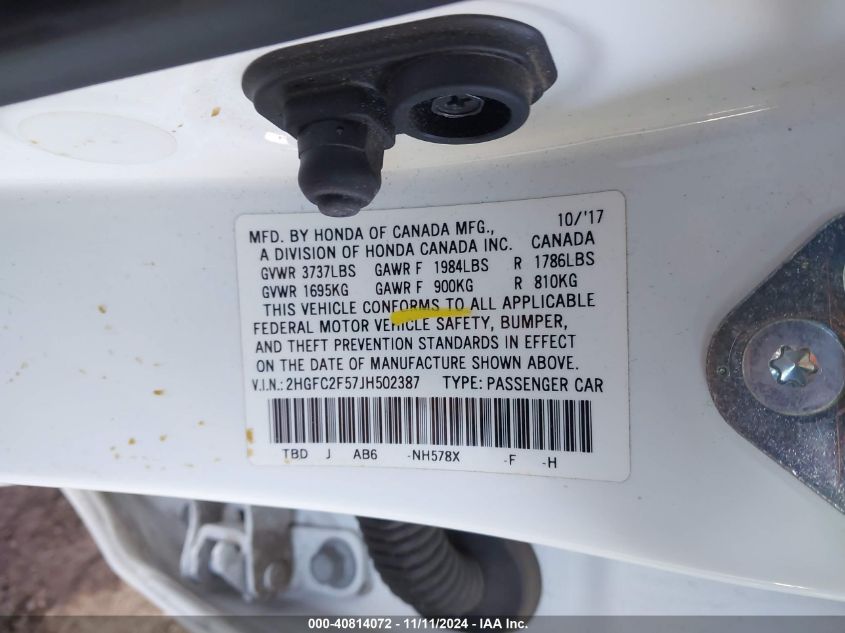 MFD. BY HONDA OF CANADA MFG., 10/'17
A DIVISION OF HONDA CANADA INC. CANADA
GVWR 3737LBS GAWR F 1984LBS R 1786LBS
GVWR 1695KG GAWR F 900KG R 810KG
THIS VEHICLE CONFORMS TO ALL APPLICABLE
FEDERAL MOTOR VEHICLE SAFETY, BUMPER,
AND THEFT PREVENTION STANDARDS IN EFFECT
ON THE DATE OF MANUFACTURE SHOWN ABOVE.
V.I.N.: 2HGFC2F57JH502387 TYPE: PASSENGER CAR
TBD J AB6 -NH578X -F -H
000-40814072 - 11/11/2024 - IAA Inc.